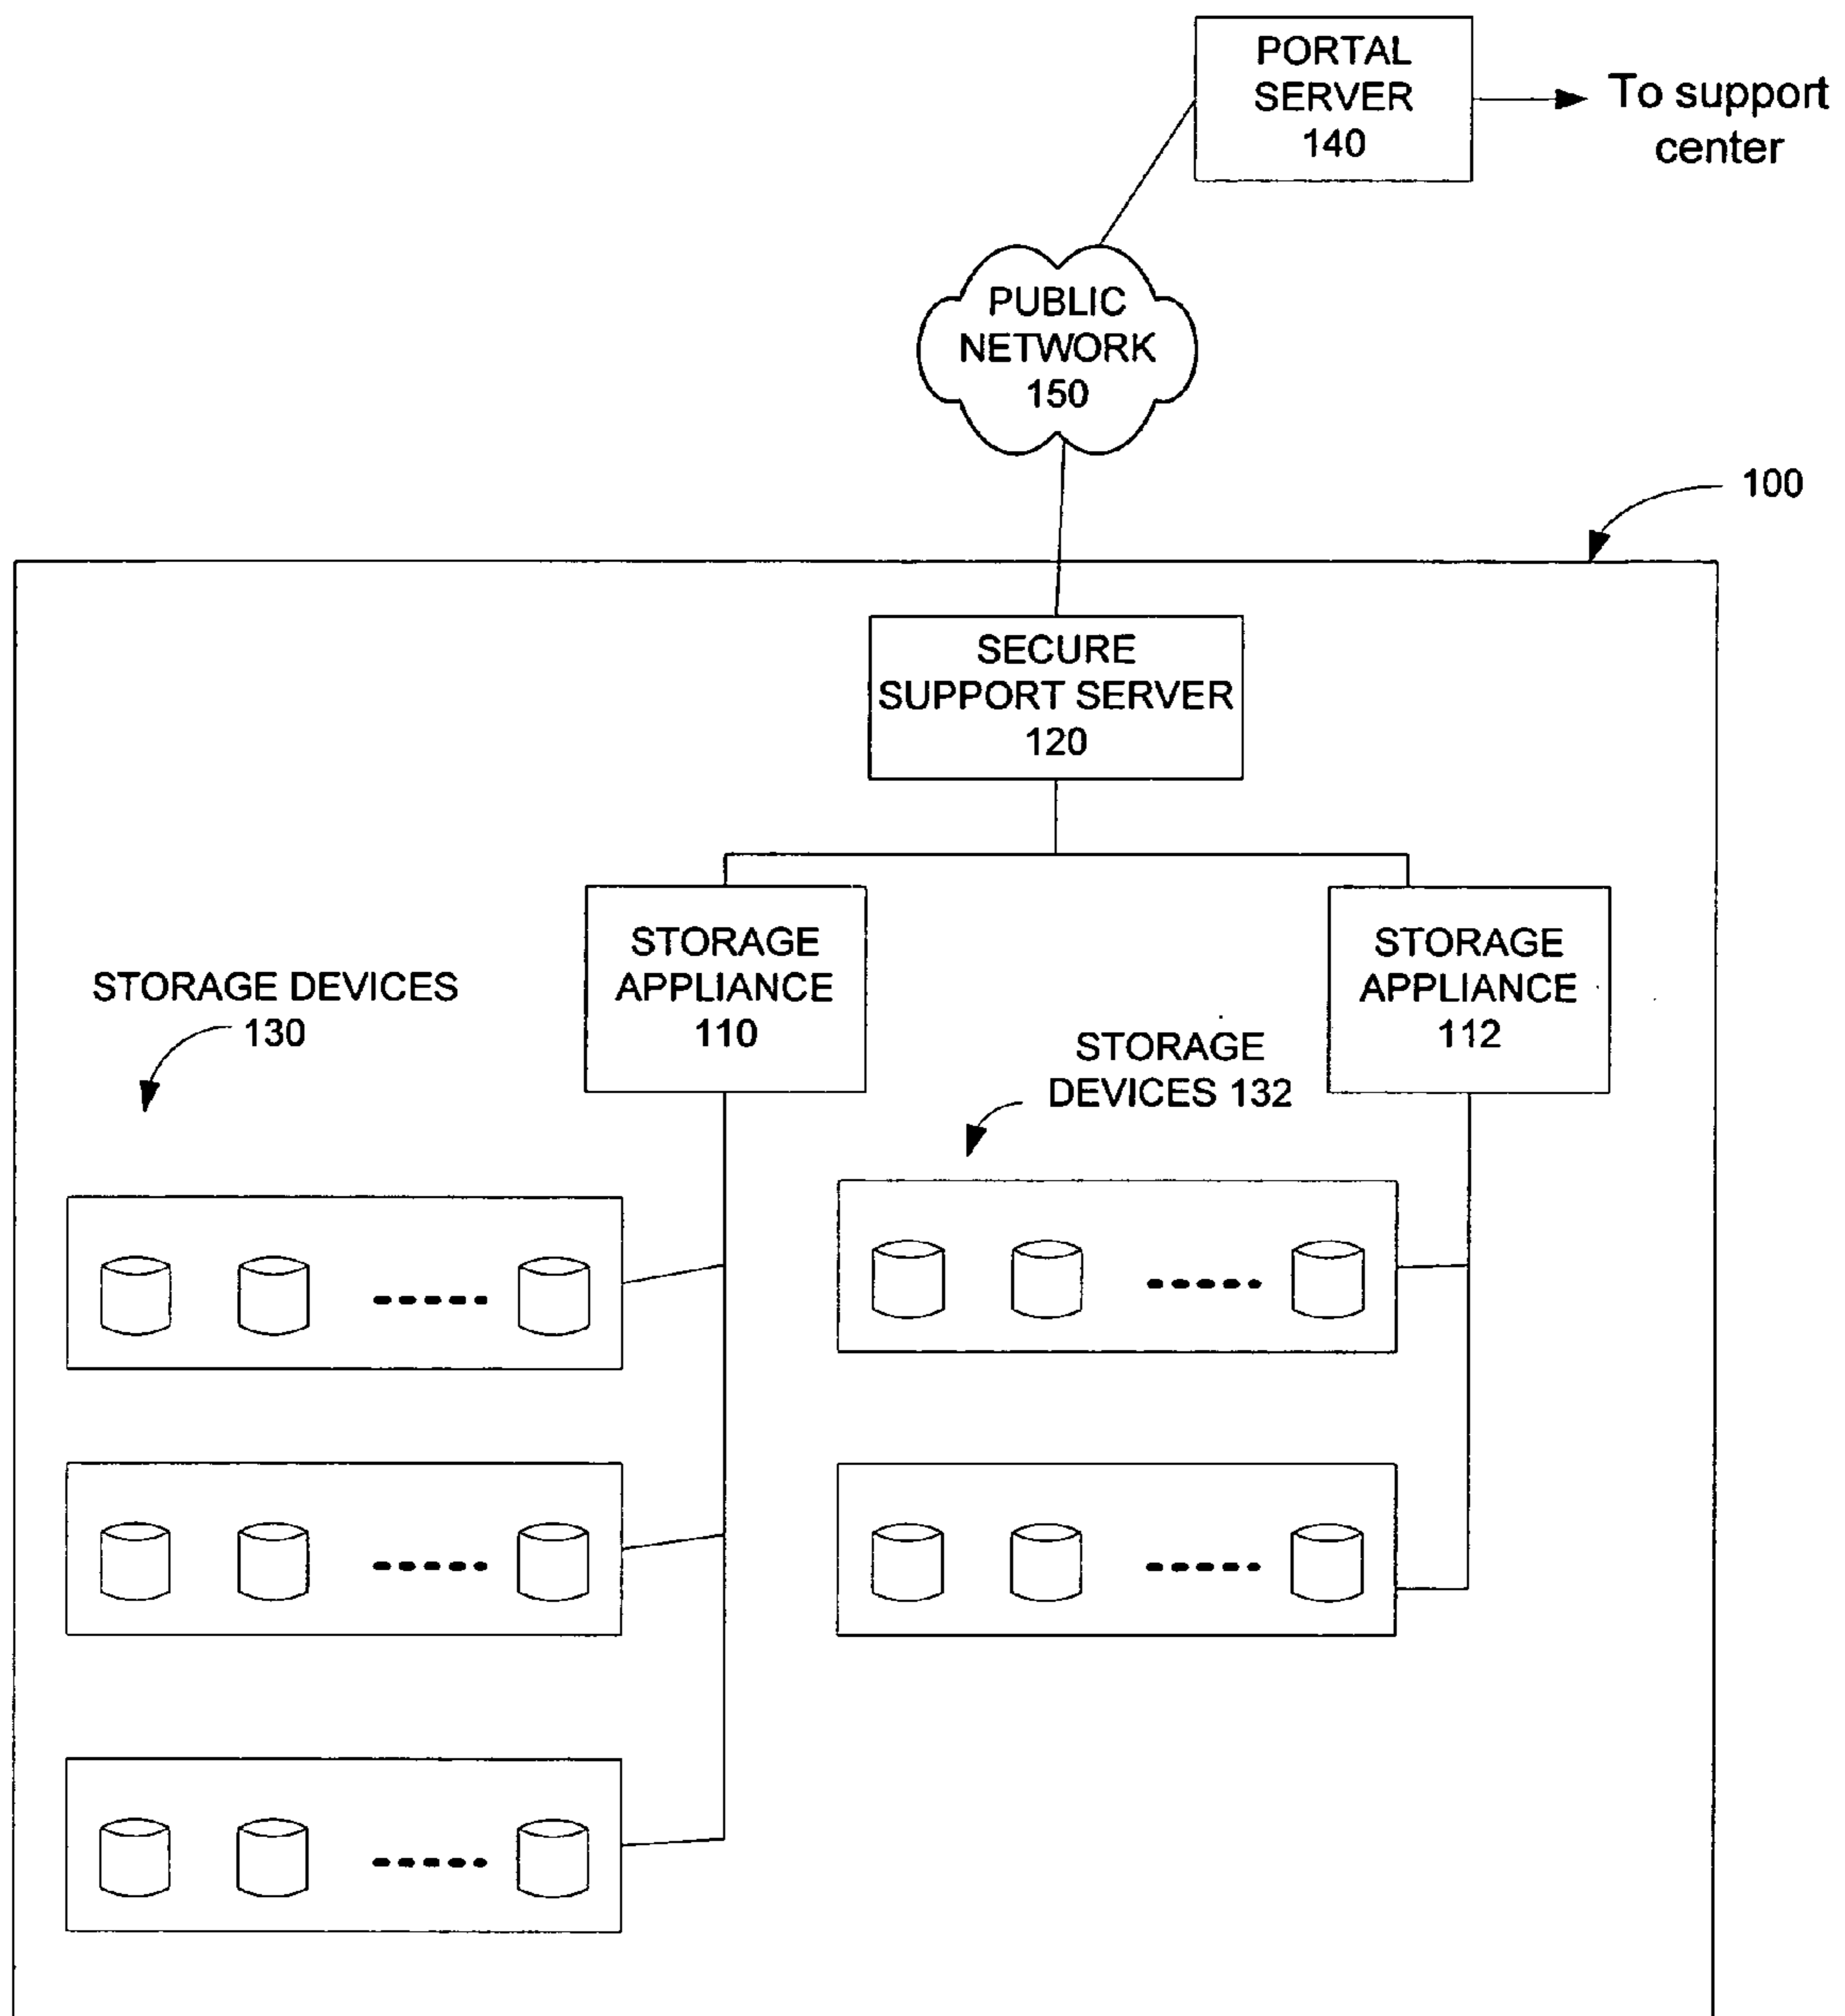 PORTAL
SERVER
140
To support
center
PUBLIC
NETWORK
150
100
SECURE
SUPPORT SERVER
120
STORAGE
APPLIANCE
110
STORAGE
APPLIANCE
112
STORAGE DEVICES
130
STORAGE
DEVICES 132